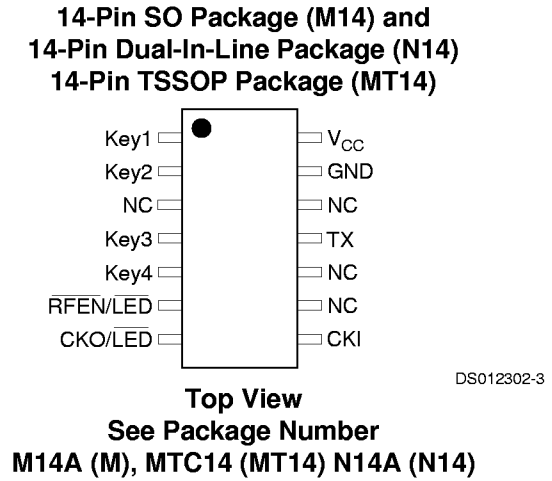 14-Pin SO Package (M14) and
14-Pin Dual-In-Line Package (N14)
14-Pin TSSOP Package (MT14)
Key1 VCC
Key2 GND
NC NC
Key3 TX
Key4 NC
RFEN/LED NC
CKO/LED CKI
DS012302-3
Top View
See Package Number
M14A (M), MTC14 (MT14) N14A (N14)